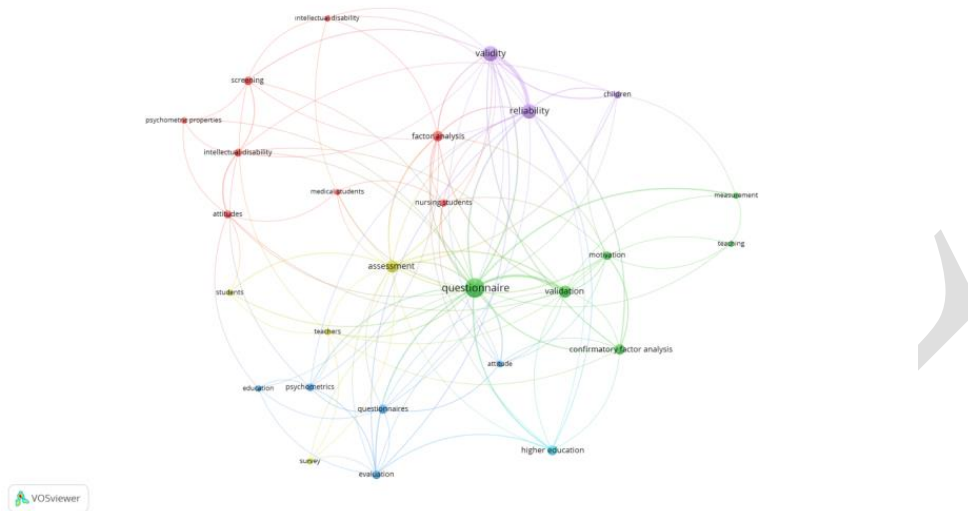 intellectual disability
validity
screening
children
reliability
psychometric properties
factor analysis
intellectual disability
medical students
measurement
nursing students
attitudes
teaching
motivation
assessment
questionnaire
validation
students
teachers
confirmatory factor analysis
attitude
education
psychometrics
questionnaires
higher education
survey
evaluation
VOSviewer